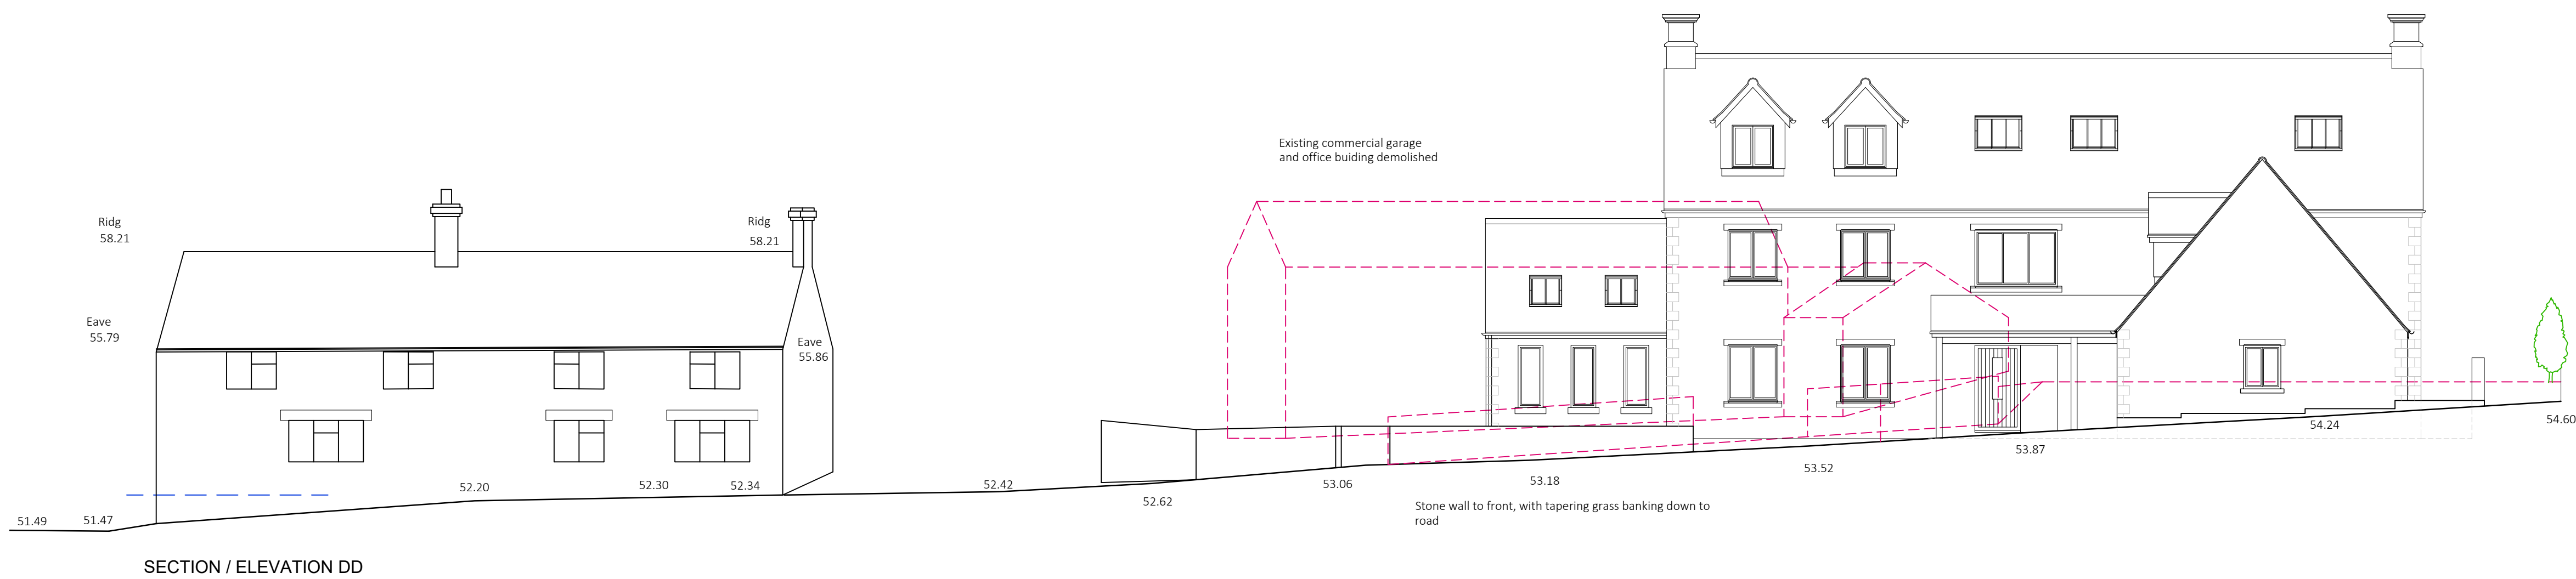 Existing commercial garage
and office buiding demolished
Ridg
58.21
Ridg
58.21
Eave
55.79
Eave
55.86
51.49
51.47
52.20
52.30
52.34
52.42
52.62
53.06
53.18
53.52
53.87
54.24
54.60
Stone wall to front, with tapering grass banking down to
road
SECTION / ELEVATION DD